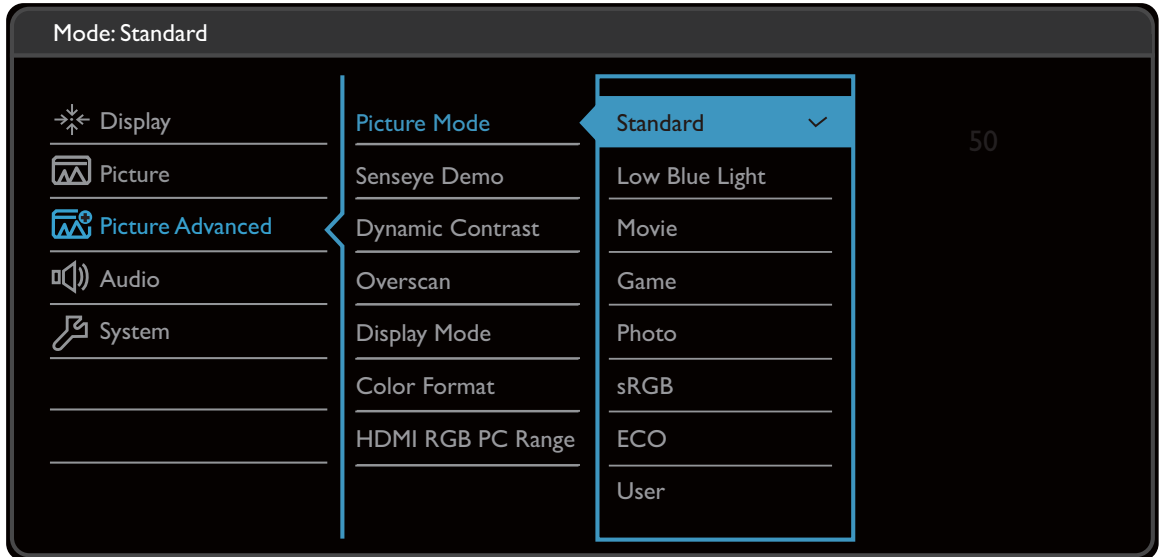 Mode: Standard
Display
Picture
Picture Advanced
Audio
System
Picture Mode
Senseye Demo
Dynamic Contrast
Overscan
Display Mode
Color Format
HDMI RGB PC Range
Standard
Low Blue Light
Movie
Game
Photo
sRGB
ECO
User
50